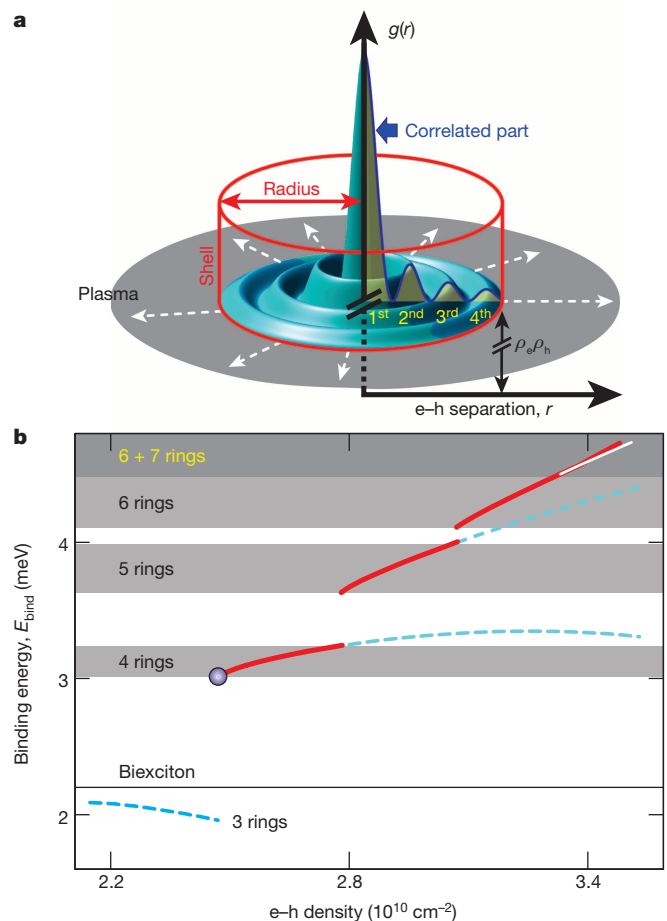 a
g(r)
Correlated part
Radius
Shell
Plasma
1st 2nd 3rd 4th
ρeρh
e–h separation, r
b
6 + 7 rings
6 rings
4
5 rings
4 rings
3
Biexciton
2
3 rings
2.2 2.8 3.4
Binding energy, Ebind (meV)
e–h density (10¹⁰ cm⁻²)